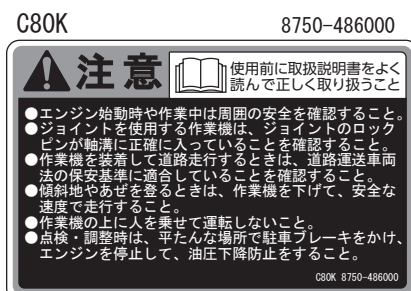 C80K 8750-486000
注意 使用前に取扱説明書をよく
読んで正しく取り扱うこと
●エンジン始動時や作業中は周囲の安全を確認すること。
●ジョイントを使用する作業機は、ジョイントのロック
ピンが軸溝に正確に入っていることを確認すること。
●作業機を装着して道路走行するときは、道路運送車両
法の保安基準に適合していることを確認すること。
●傾斜地やあぜを登るときは、作業機を下げて、安全な
速度で走行すること。
●作業機の上に人を乗せて運転しないこと。
●点検・調整時は、平たんな場所で駐車ブレーキをかけ、
エンジンを停止して、油圧下降防止をすること。
C80K 8750-486000